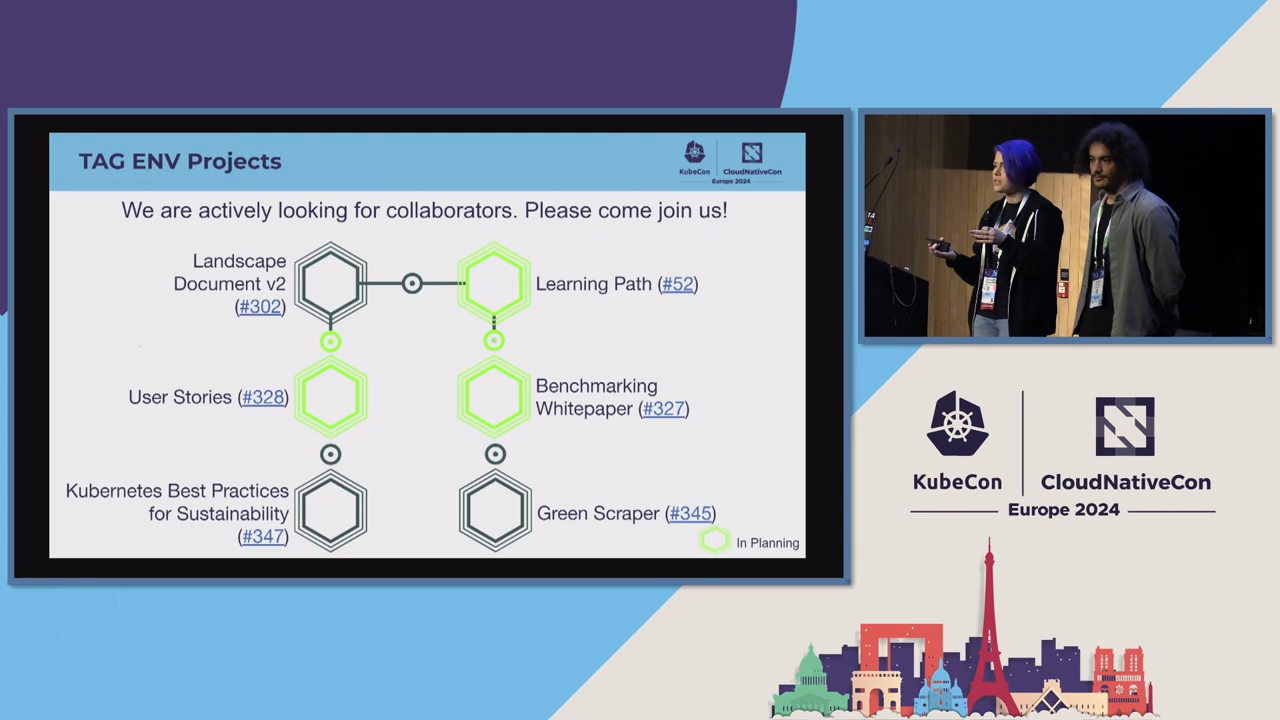 TAG ENV Projects
KubeCon
CloudNativeCon
Europe 2024
We are actively looking for collaborators. Please come join us!
Landscape
Document v2
(#302)
Learning Path (#52)
User Stories (#328)
Benchmarking
Whitepaper (#327)
Kubernetes Best Practices
for Sustainability
(#347)
Green Scraper (#345)
In Planning
KubeCon
CloudNativeCon
Europe 2024